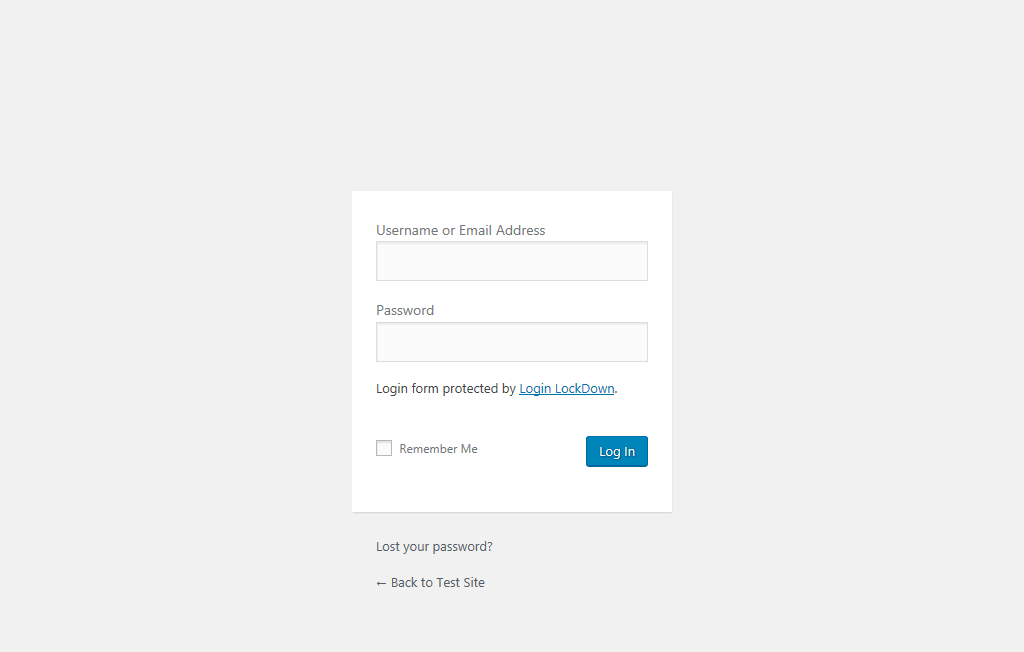 Username or Email Address
Password
Login form protected by Login LockDown.
Remember Me
Log In
Lost your password?
← Back to Test Site